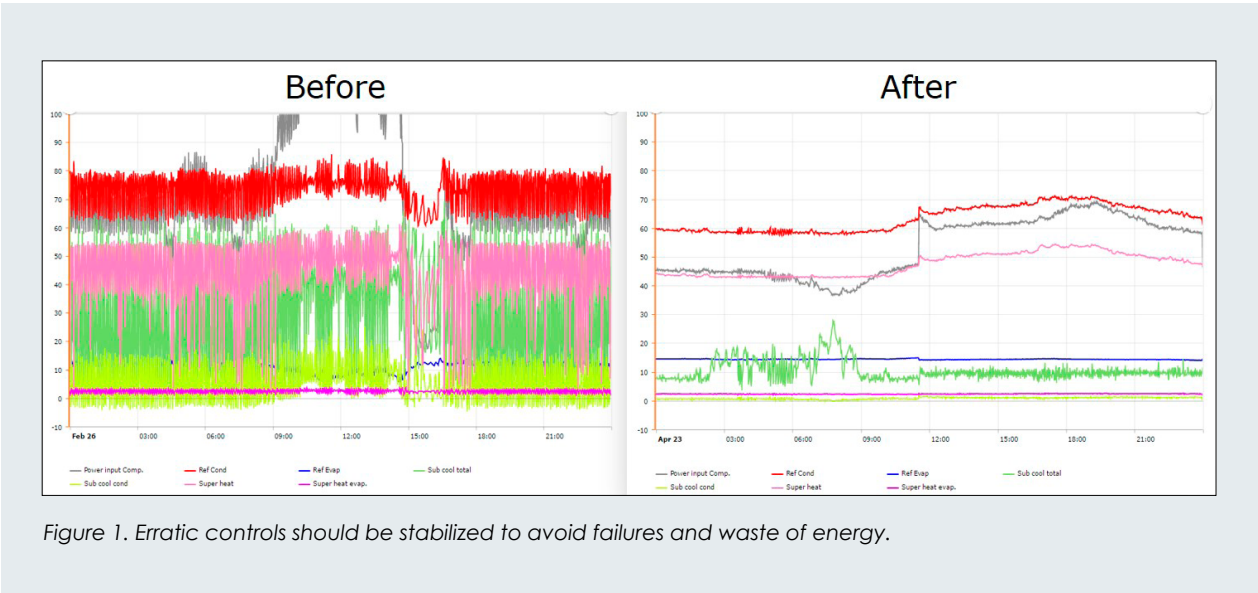 Before
After
100
90
80
70
60
50
40
30
20
10
0
-10
Feb 26
03:00
06:00
09:00
12:00
15:00
18:00
21:00
Power input Comp.
Ref Cond
Ref Evap
Sub cool total
Sub cool cond
Super heat
Super heat evap.
100
90
80
70
60
50
40
30
20
10
0
-10
Apr 23
03:00
06:00
09:00
12:00
15:00
18:00
21:00
Power input Comp.
Ref Cond
Ref Evap
Sub cool total
Sub cool cond
Super heat
Super heat evap.
Figure 1. Erratic controls should be stabilized to avoid failures and waste of energy.